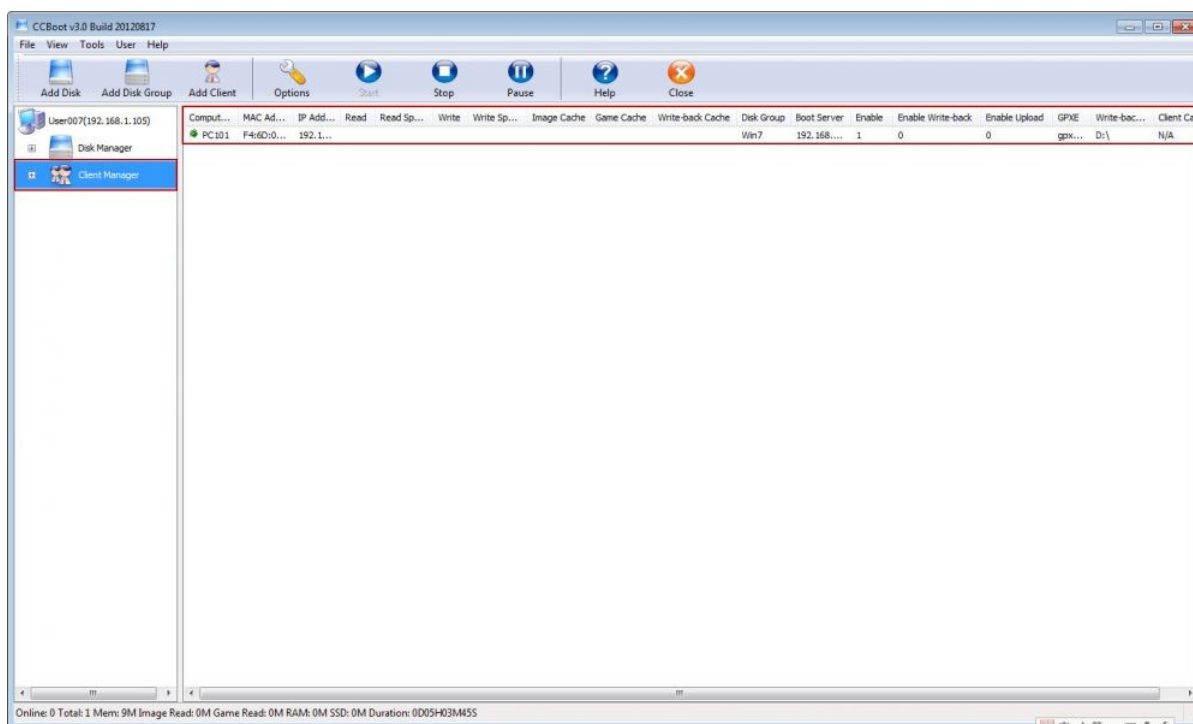 CCBoot v3.0 Build 20120817
File View Tools User Help
Add Disk Add Disk Group Add Client Options Start Stop Pause Help Close
User007(192.168.1.105)
Disk Manager
Client Manager
Comput... MAC Ad... IP Add... Read Read Sp... Write Write Sp... Image Cache Game Cache Write-back Cache Disk Group Boot Server Enable Enable Write-back Enable Upload GPXE Write-bac... Client Ca
PC101 F4:6D:0... 192.1... Win7 192.168.... 1 0 0 gpx... D:\ N/A
Online: 0 Total: 1 Mem: 9M Image Read: 0M Game Read: 0M RAM: 0M SSD: 0M Duration: 0D05H03M45S